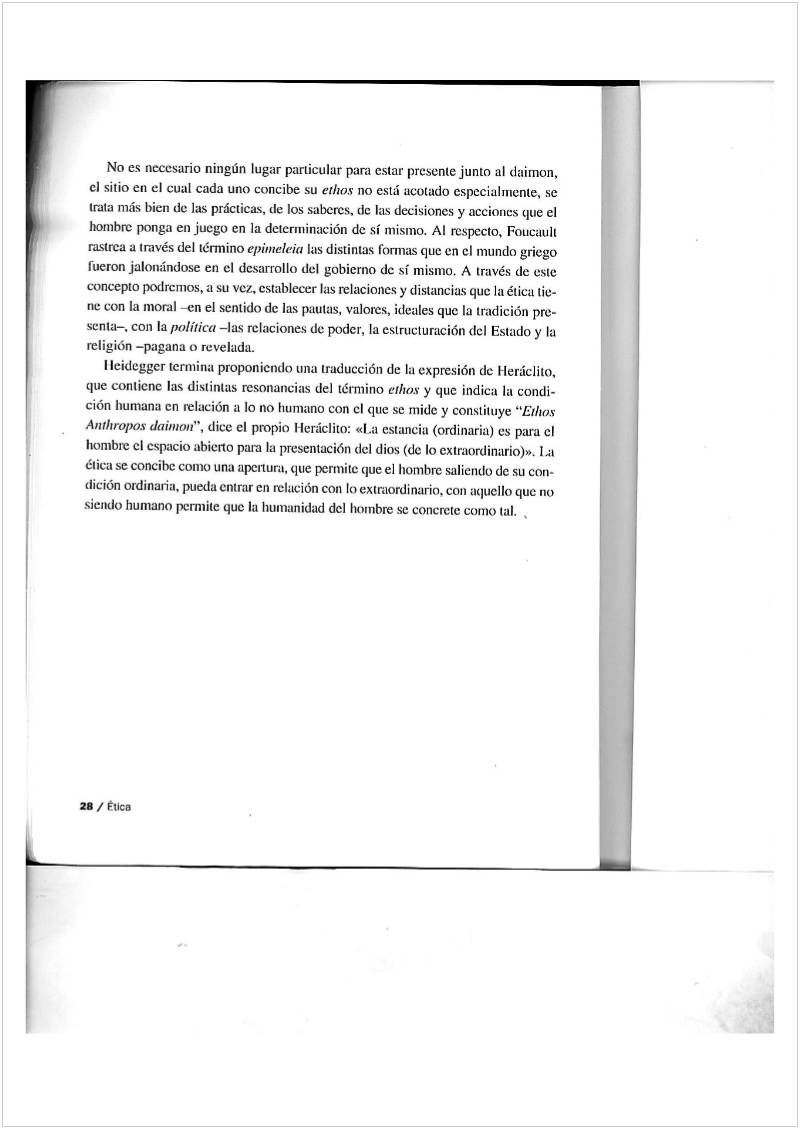 No es necesario ningún lugar particular para estar presente junto al daimon,
el sitio en el cual cada uno concibe su ethos no está acotado especialmente, se
trata más bien de las prácticas, de los saberes, de las decisiones y acciones que el
hombre ponga en juego en la determinación de sí mismo. Al respecto, Foucault
rastrea a través del término epimeleia las distintas formas que en el mundo griego
fueron jalonándose en el desarrollo del gobierno de sí mismo. A través de este
concepto podremos, a su vez, establecer las relaciones y distancias que la ética tie-
ne con la moral –en el sentido de las pautas, valores, ideales que la tradición pre-
senta–, con la política –las relaciones de poder, la estructuración del Estado y la
religión –pagana o revelada.
Heidegger termina proponiendo una traducción de la expresión de Heráclito,
que contiene las distintas resonancias del término ethos y que indica la condi-
ción humana en relación a lo no humano con el que se mide y constituye “Ethos
Anthropos daimon”, dice el propio Heráclito: «La estancia (ordinaria) es para el
hombre el espacio abierto para la presentación del dios (de lo extraordinario)». La
ética se concibe como una apertura, que permite que el hombre saliendo de su con-
dición ordinaria, pueda entrar en relación con lo extraordinario, con aquello que no
siendo humano permite que la humanidad del hombre se concrete como tal.
28 / Ética